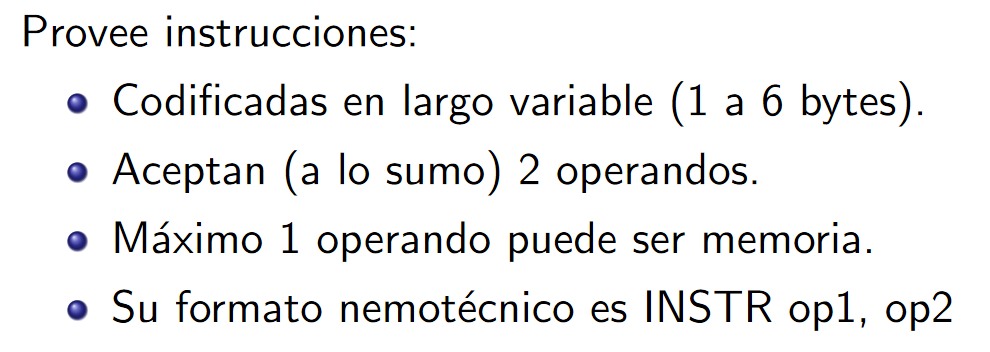 Provee instrucciones:
Codificadas en largo variable (1 a 6 bytes).
Aceptan (a lo sumo) 2 operandos.
Máximo 1 operando puede ser memoria.
Su formato nemotécnico es INSTR op1, op2